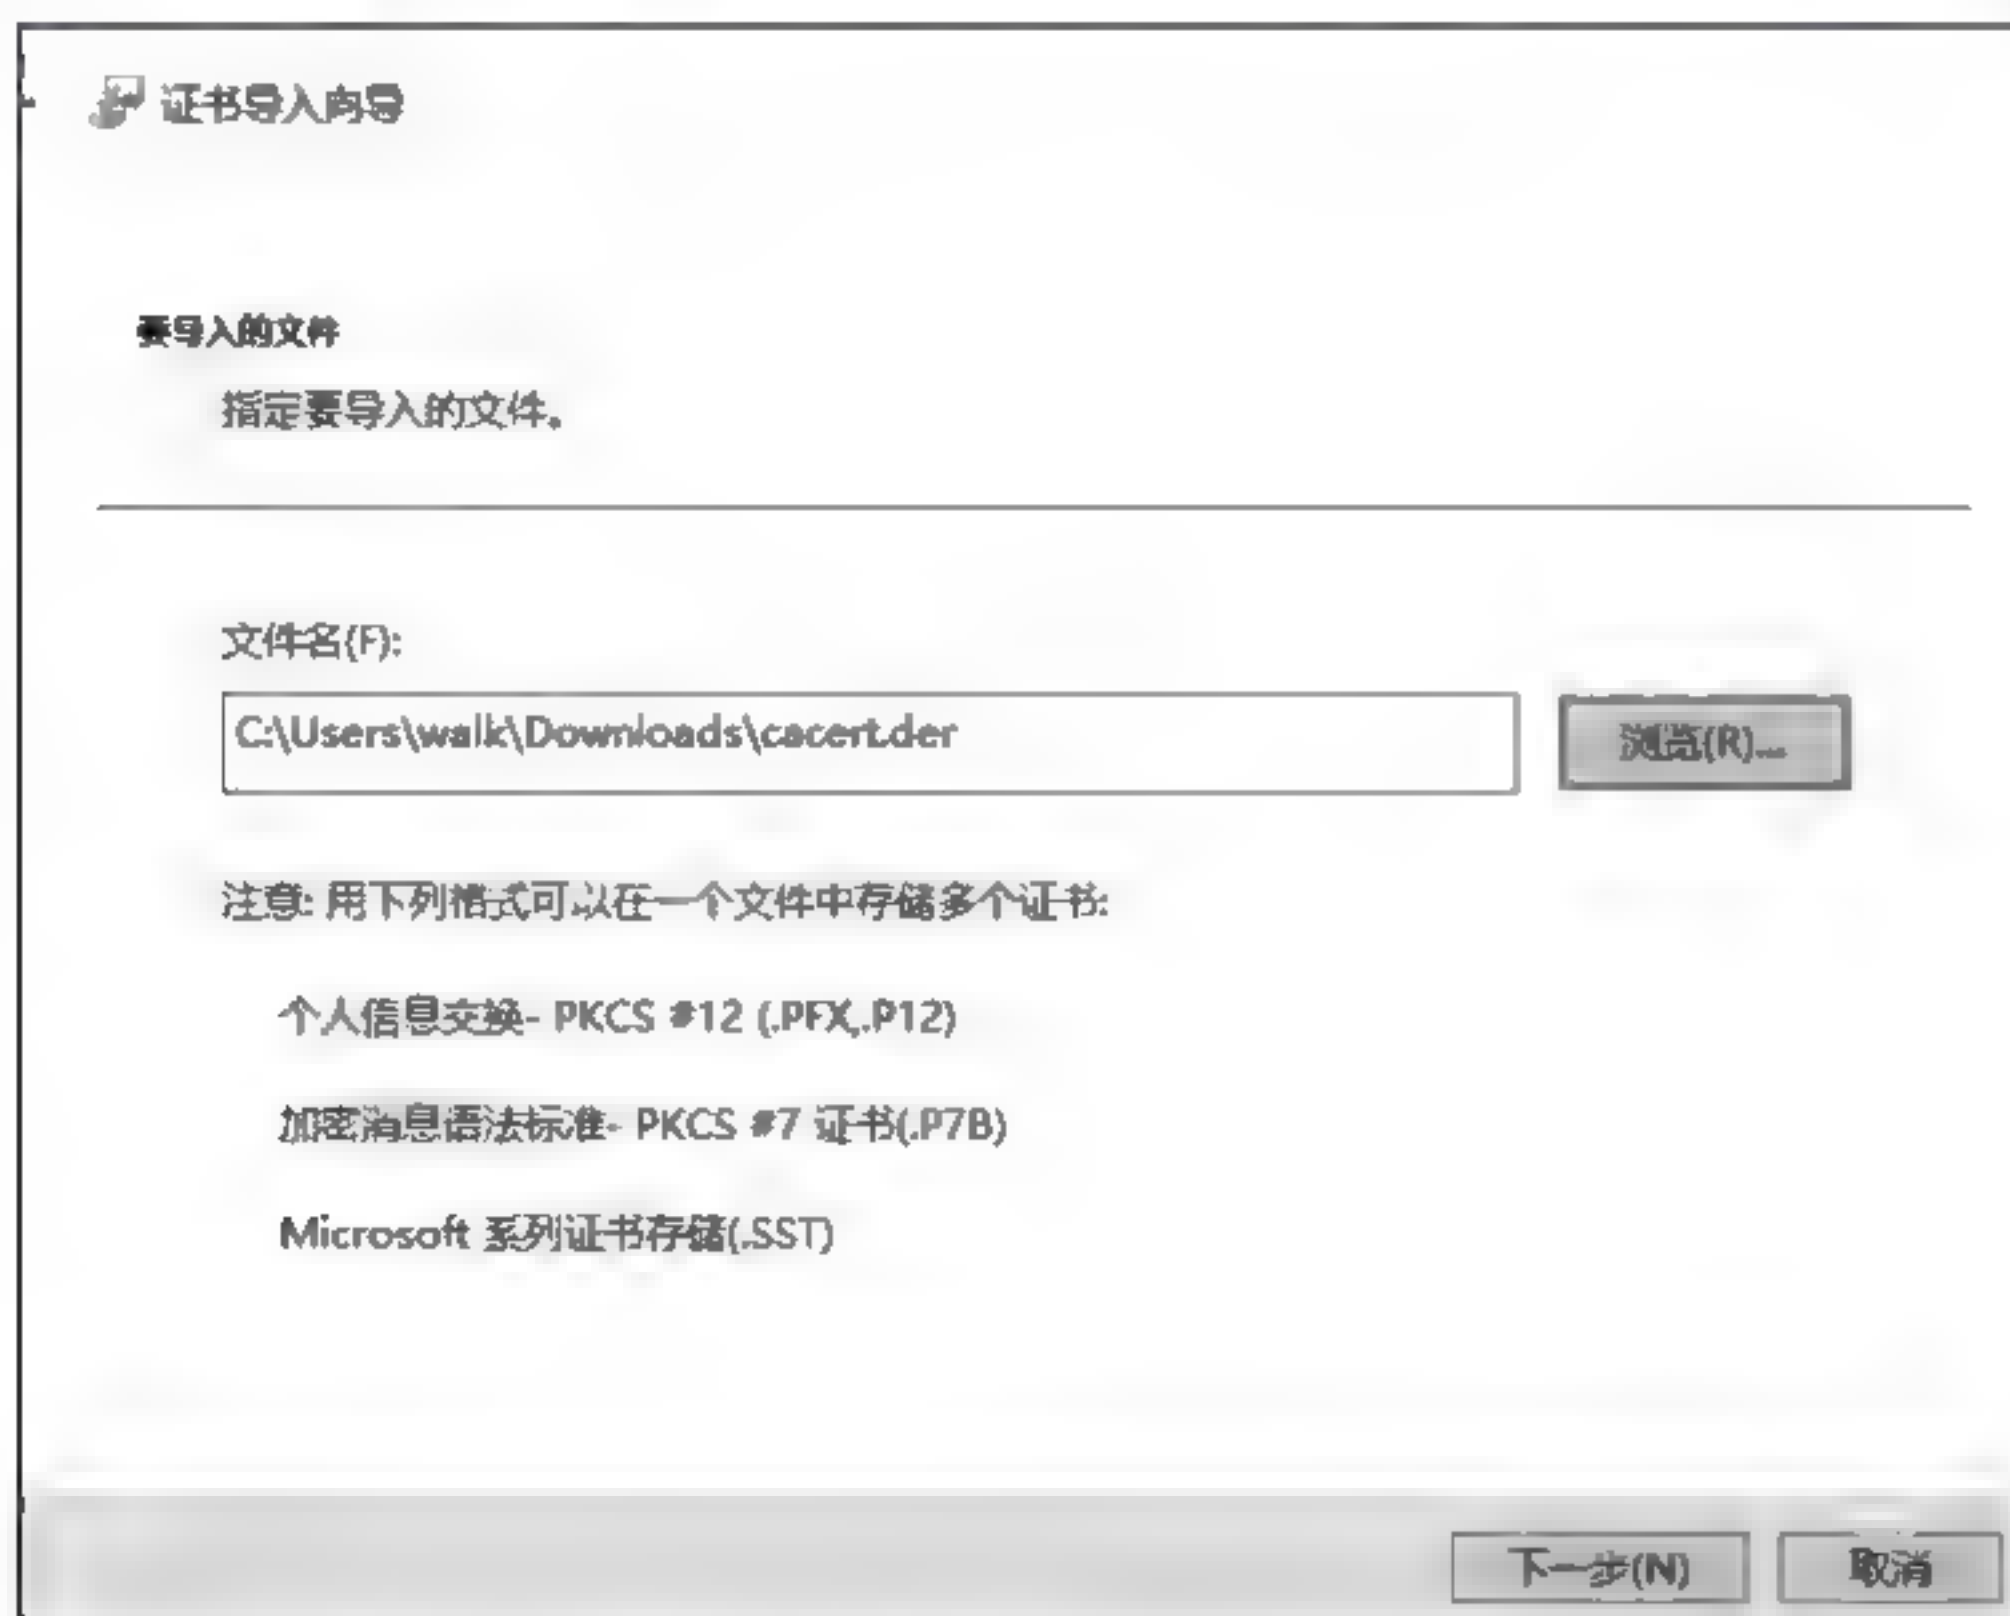 证书导入向导
要导入的文件
指定要导入的文件。
文件名(F):
C:\Users\walk\Downloads\cacert.der
浏览(R)...
注意: 用下列格式可以在一个文件中存储多个证书:
个人信息交换- PKCS #12 (.PFX,.P12)
加密消息语法标准- PKCS #7 证书(.P7B)
Microsoft 系列证书存储(.SST)
下一步(N)
取消